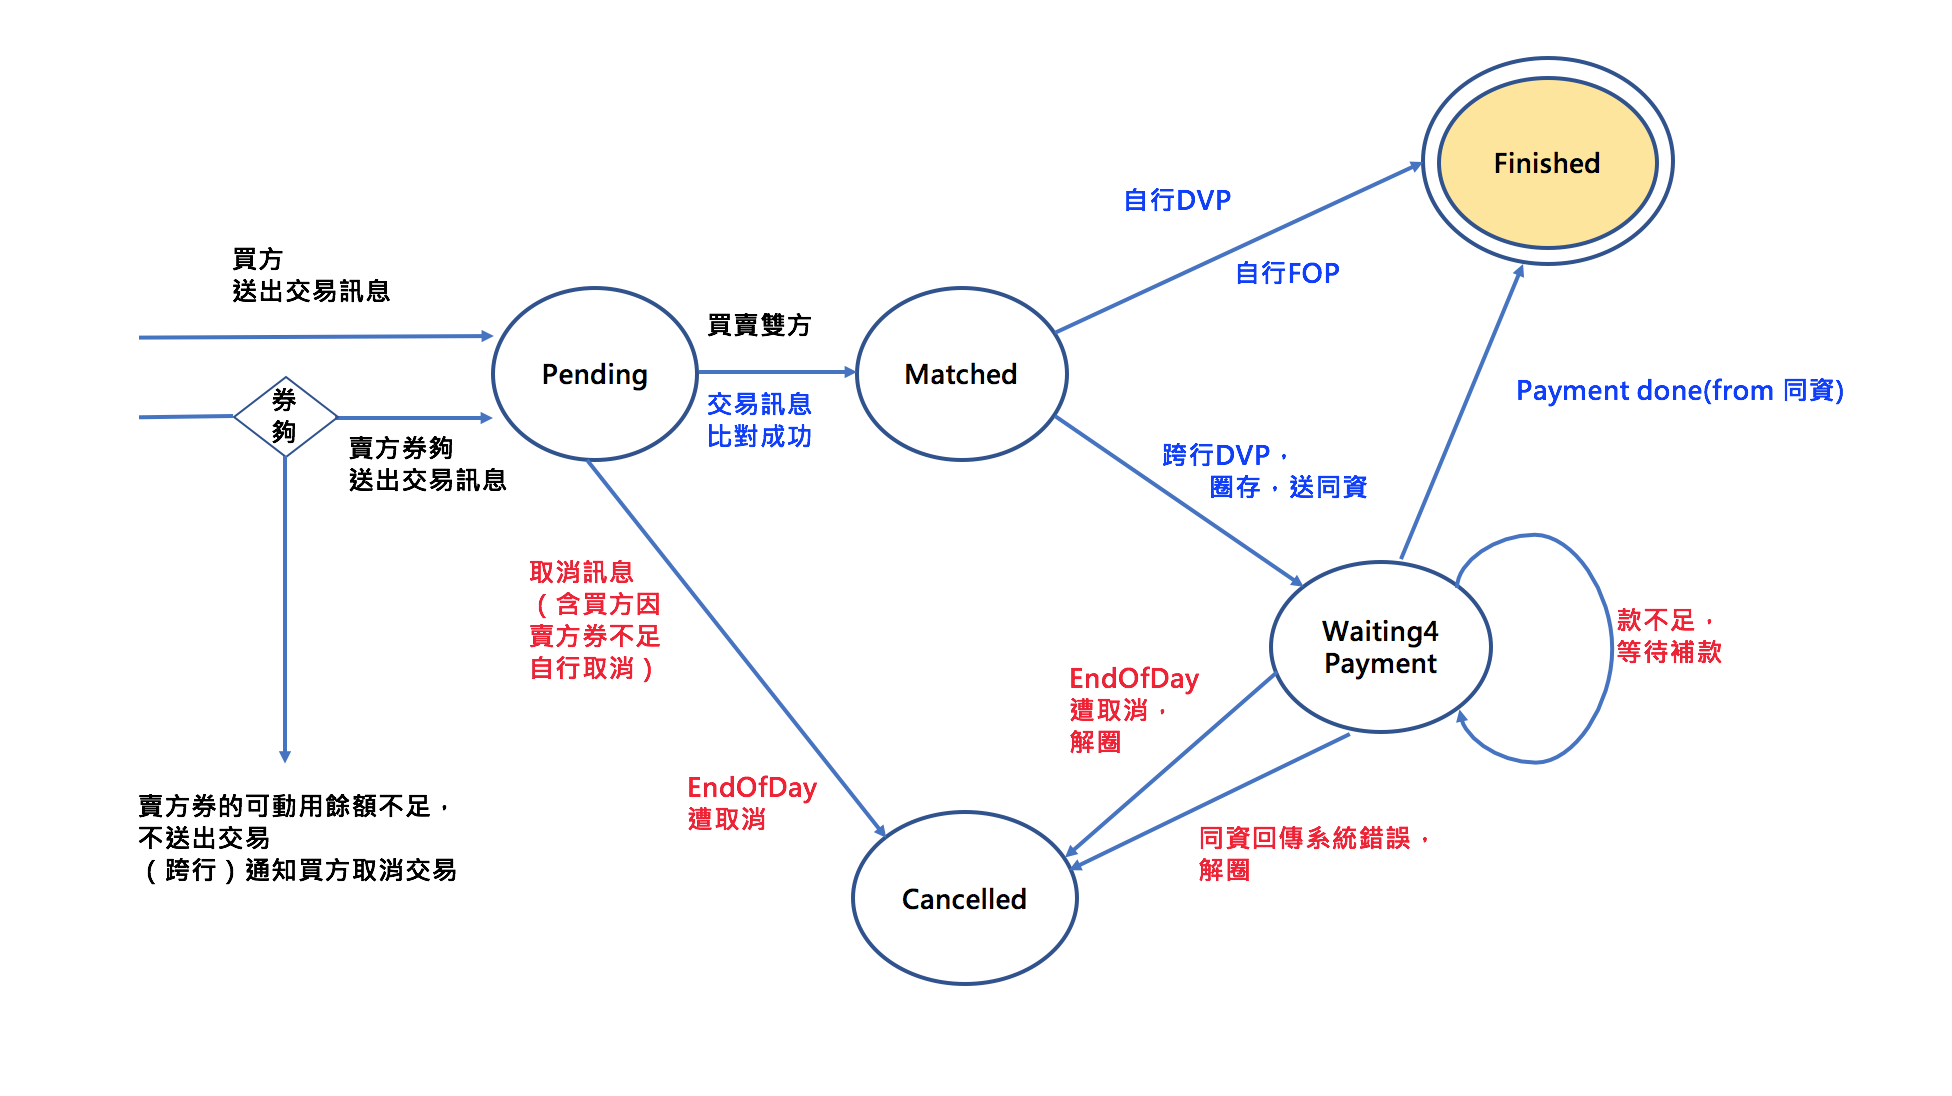 Finished
自行DVP
自行FOP
買方
送出交易訊息
買賣雙方
Pending
Matched
交易訊息
比對成功
券
夠
賣方券夠
送出交易訊息
Payment done(from 同資)
跨行DVP，
圈存，送同資
取消訊息
（含買方因
賣方券不足
自行取消）
Waiting4
Payment
款不足，
等待補款
EndOfDay
遭取消，
解圈
EndOfDay
遭取消
賣方券的可動用餘額不足，
不送出交易
（跨行）通知買方取消交易
同資回傳系統錯誤，
解圈
Cancelled